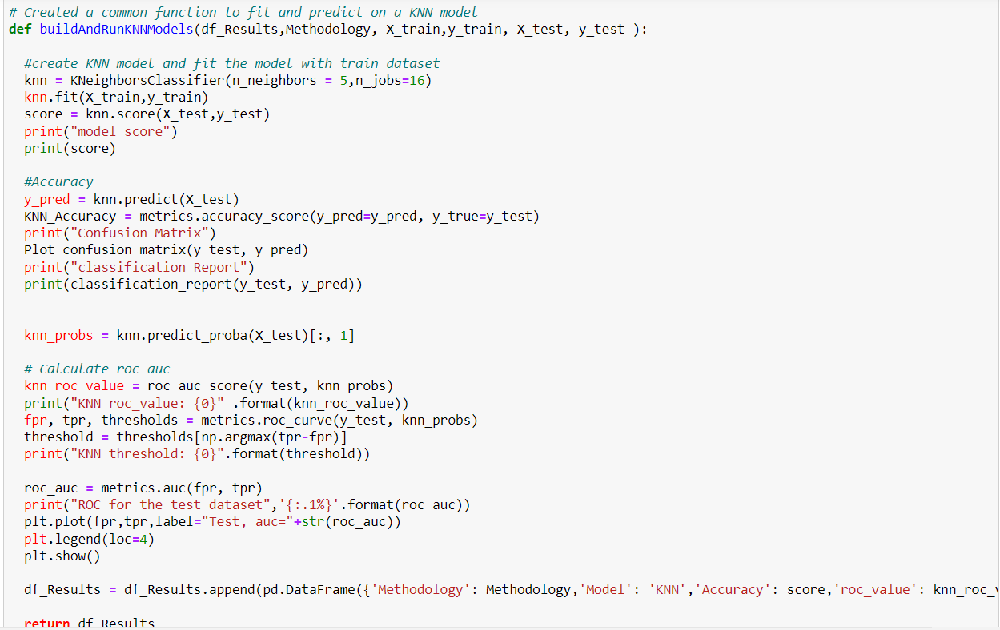 # Created a common function to fit and predict on a KNN model
def buildAndRunKNNModels(df_Results,Methodology, X_train,y_train, X_test, y_test ):
#create KNN model and fit the model with train dataset
knn = KNeighborsClassifier(n_neighbors = 5,n_jobs=16)
knn.fit(X_train,y_train)
score = knn.score(X_test,y_test)
print("model score")
print(score)
#Accuracy
y_pred = knn.predict(X_test)
KNN_Accuracy = metrics.accuracy_score(y_pred=y_pred, y_true=y_test)
print("Confusion Matrix")
Plot_confusion_matrix(y_test, y_pred)
print("classification Report")
print(classification_report(y_test, y_pred))
knn_probs = knn.predict_proba(X_test)[:, 1]
# Calculate roc auc
knn_roc_value = roc_auc_score(y_test, knn_probs)
print("KNN roc_value: {0}" .format(knn_roc_value))
fpr, tpr, thresholds = metrics.roc_curve(y_test, knn_probs)
threshold = thresholds[np.argmax(tpr-fpr)]
print("KNN threshold: {0}".format(threshold))
roc_auc = metrics.auc(fpr, tpr)
print("ROC for the test dataset",'{:.1%}'.format(roc_auc))
plt.plot(fpr,tpr,label="Test, auc="+str(roc_auc))
plt.legend(loc=4)
plt.show()
df_Results = df_Results.append(pd.DataFrame({'Methodology': Methodology,'Model': 'KNN','Accuracy': score,'roc_value': knn_roc_
return df_Results